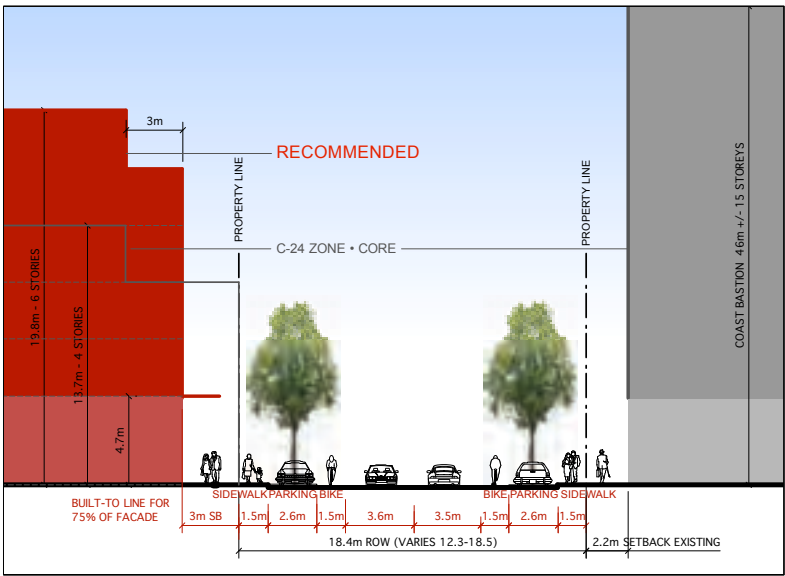 3m
RECOMMENDED
PROPERTY LINE
PROPERTY LINE
C-24 ZONE • CORE
19.8m - 6 STORIES
13.7m - 4 STORIES
4.7m
COAST BASTION 46m +/- 15 STOREYS
SIDEWALK PARKING BIKE
BIKE PARKING SIDEWALK
BUILT-TO LINE FOR
75% OF FACADE
3m SB
1.5m
2.6m
1.5m
3.6m
3.5m
1.5m
2.6m
1.5m
18.4m ROW (VARIES 12.3-18.5)
2.2m SETBACK EXISTING